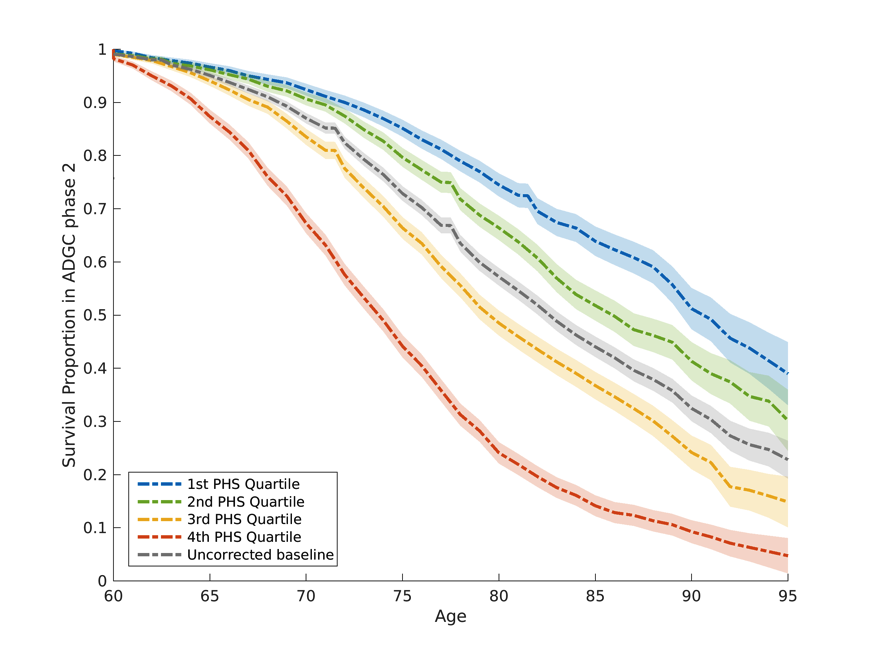 Survival Proportion in ADGC phase 2
1
0.9
0.8
0.7
0.6
0.5
0.4
0.3
0.2
0.1
0
1st PHS Quartile
2nd PHS Quartile
3rd PHS Quartile
4th PHS Quartile
Uncorrected baseline
60 65 70 75 80 85 90 95
Age